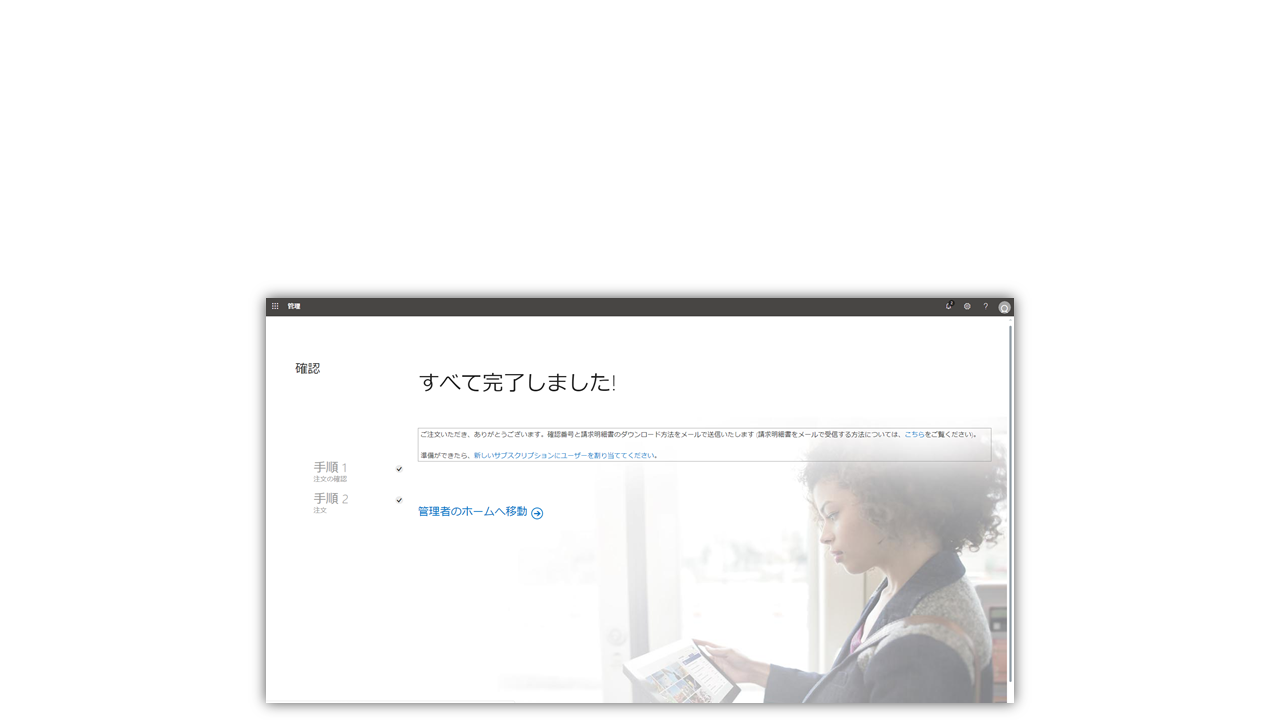 管理
?
確認
すべて完了しました!
ご注文いただき、ありがとうございます。確認番号と請求明細書のダウンロード方法をメールで送信いたします (請求明細書をメールで受信する方法については、こちらをご覧ください)。
準備ができたら、新しいサブスクリプションにユーザーを割り当ててください。
手順 1
注文の確認
手順 2
注文
管理者のホームへ移動